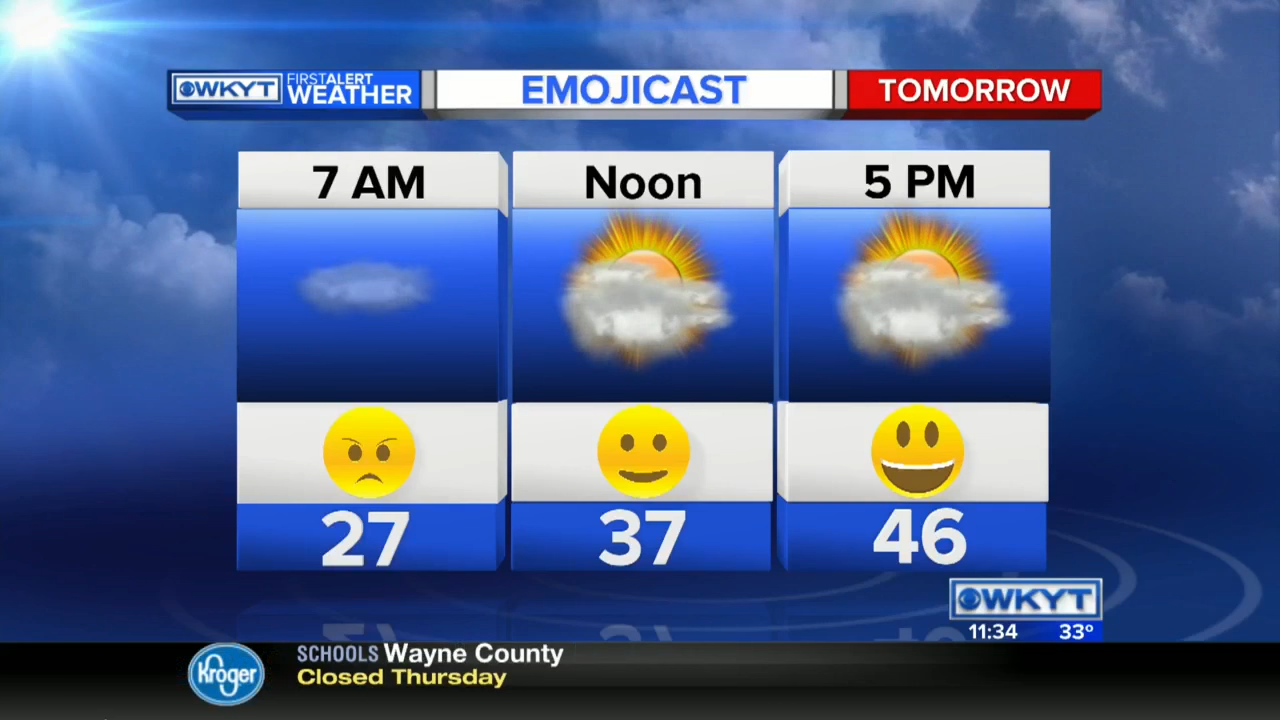 WKYT
FIRST ALERT
WEATHER
EMOJICAST
TOMORROW
7 AM
Noon
5 PM
27
37
46
WKYT
11:34 33°
Kroger
SCHOOLS Wayne County
Closed Thursday